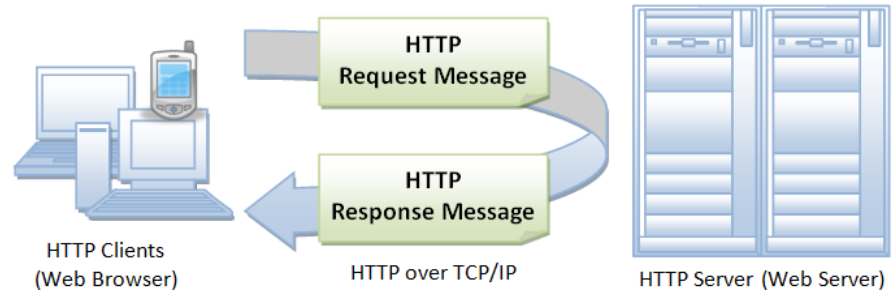 HTTP
Request Message
HTTP
Response Message
HTTP Clients
(Web Browser)
HTTP over TCP/IP
HTTP Server (Web Server)